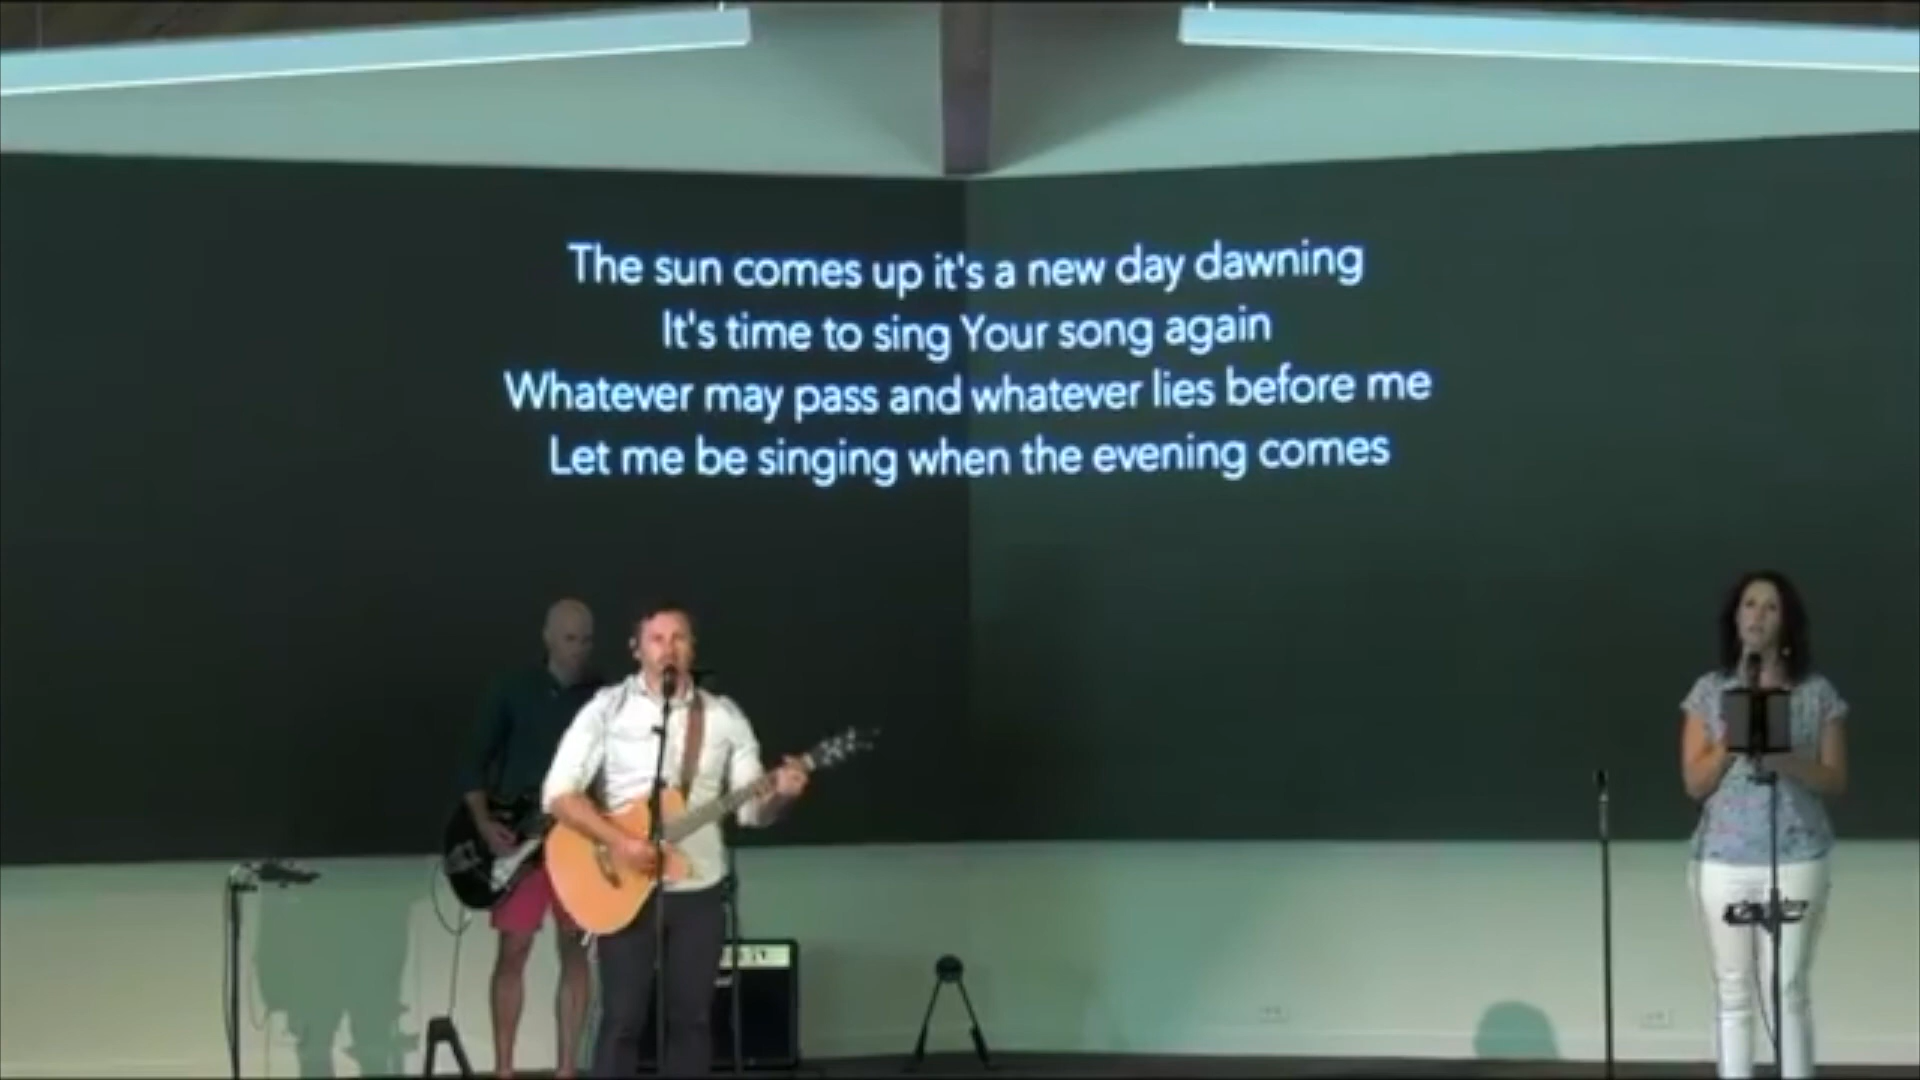 The sun comes up it's a new day dawning
It's time to sing Your song again
Whatever may pass and whatever lies before me
Let me be singing when the evening comes